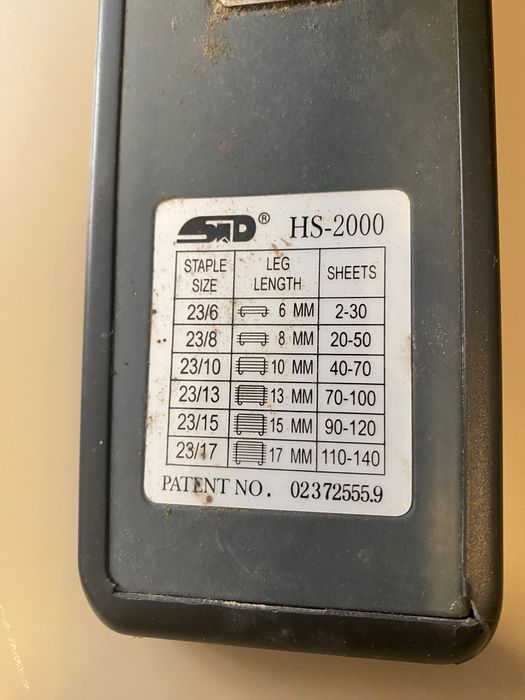 STD® HS-2000
STAPLE SIZE LEG LENGTH SHEETS
23/6 6 MM 2-30
23/8 8 MM 20-50
23/10 10 MM 40-70
23/13 13 MM 70-100
23/15 15 MM 90-120
23/17 17 MM 110-140
PATENT NO. 02372555.9